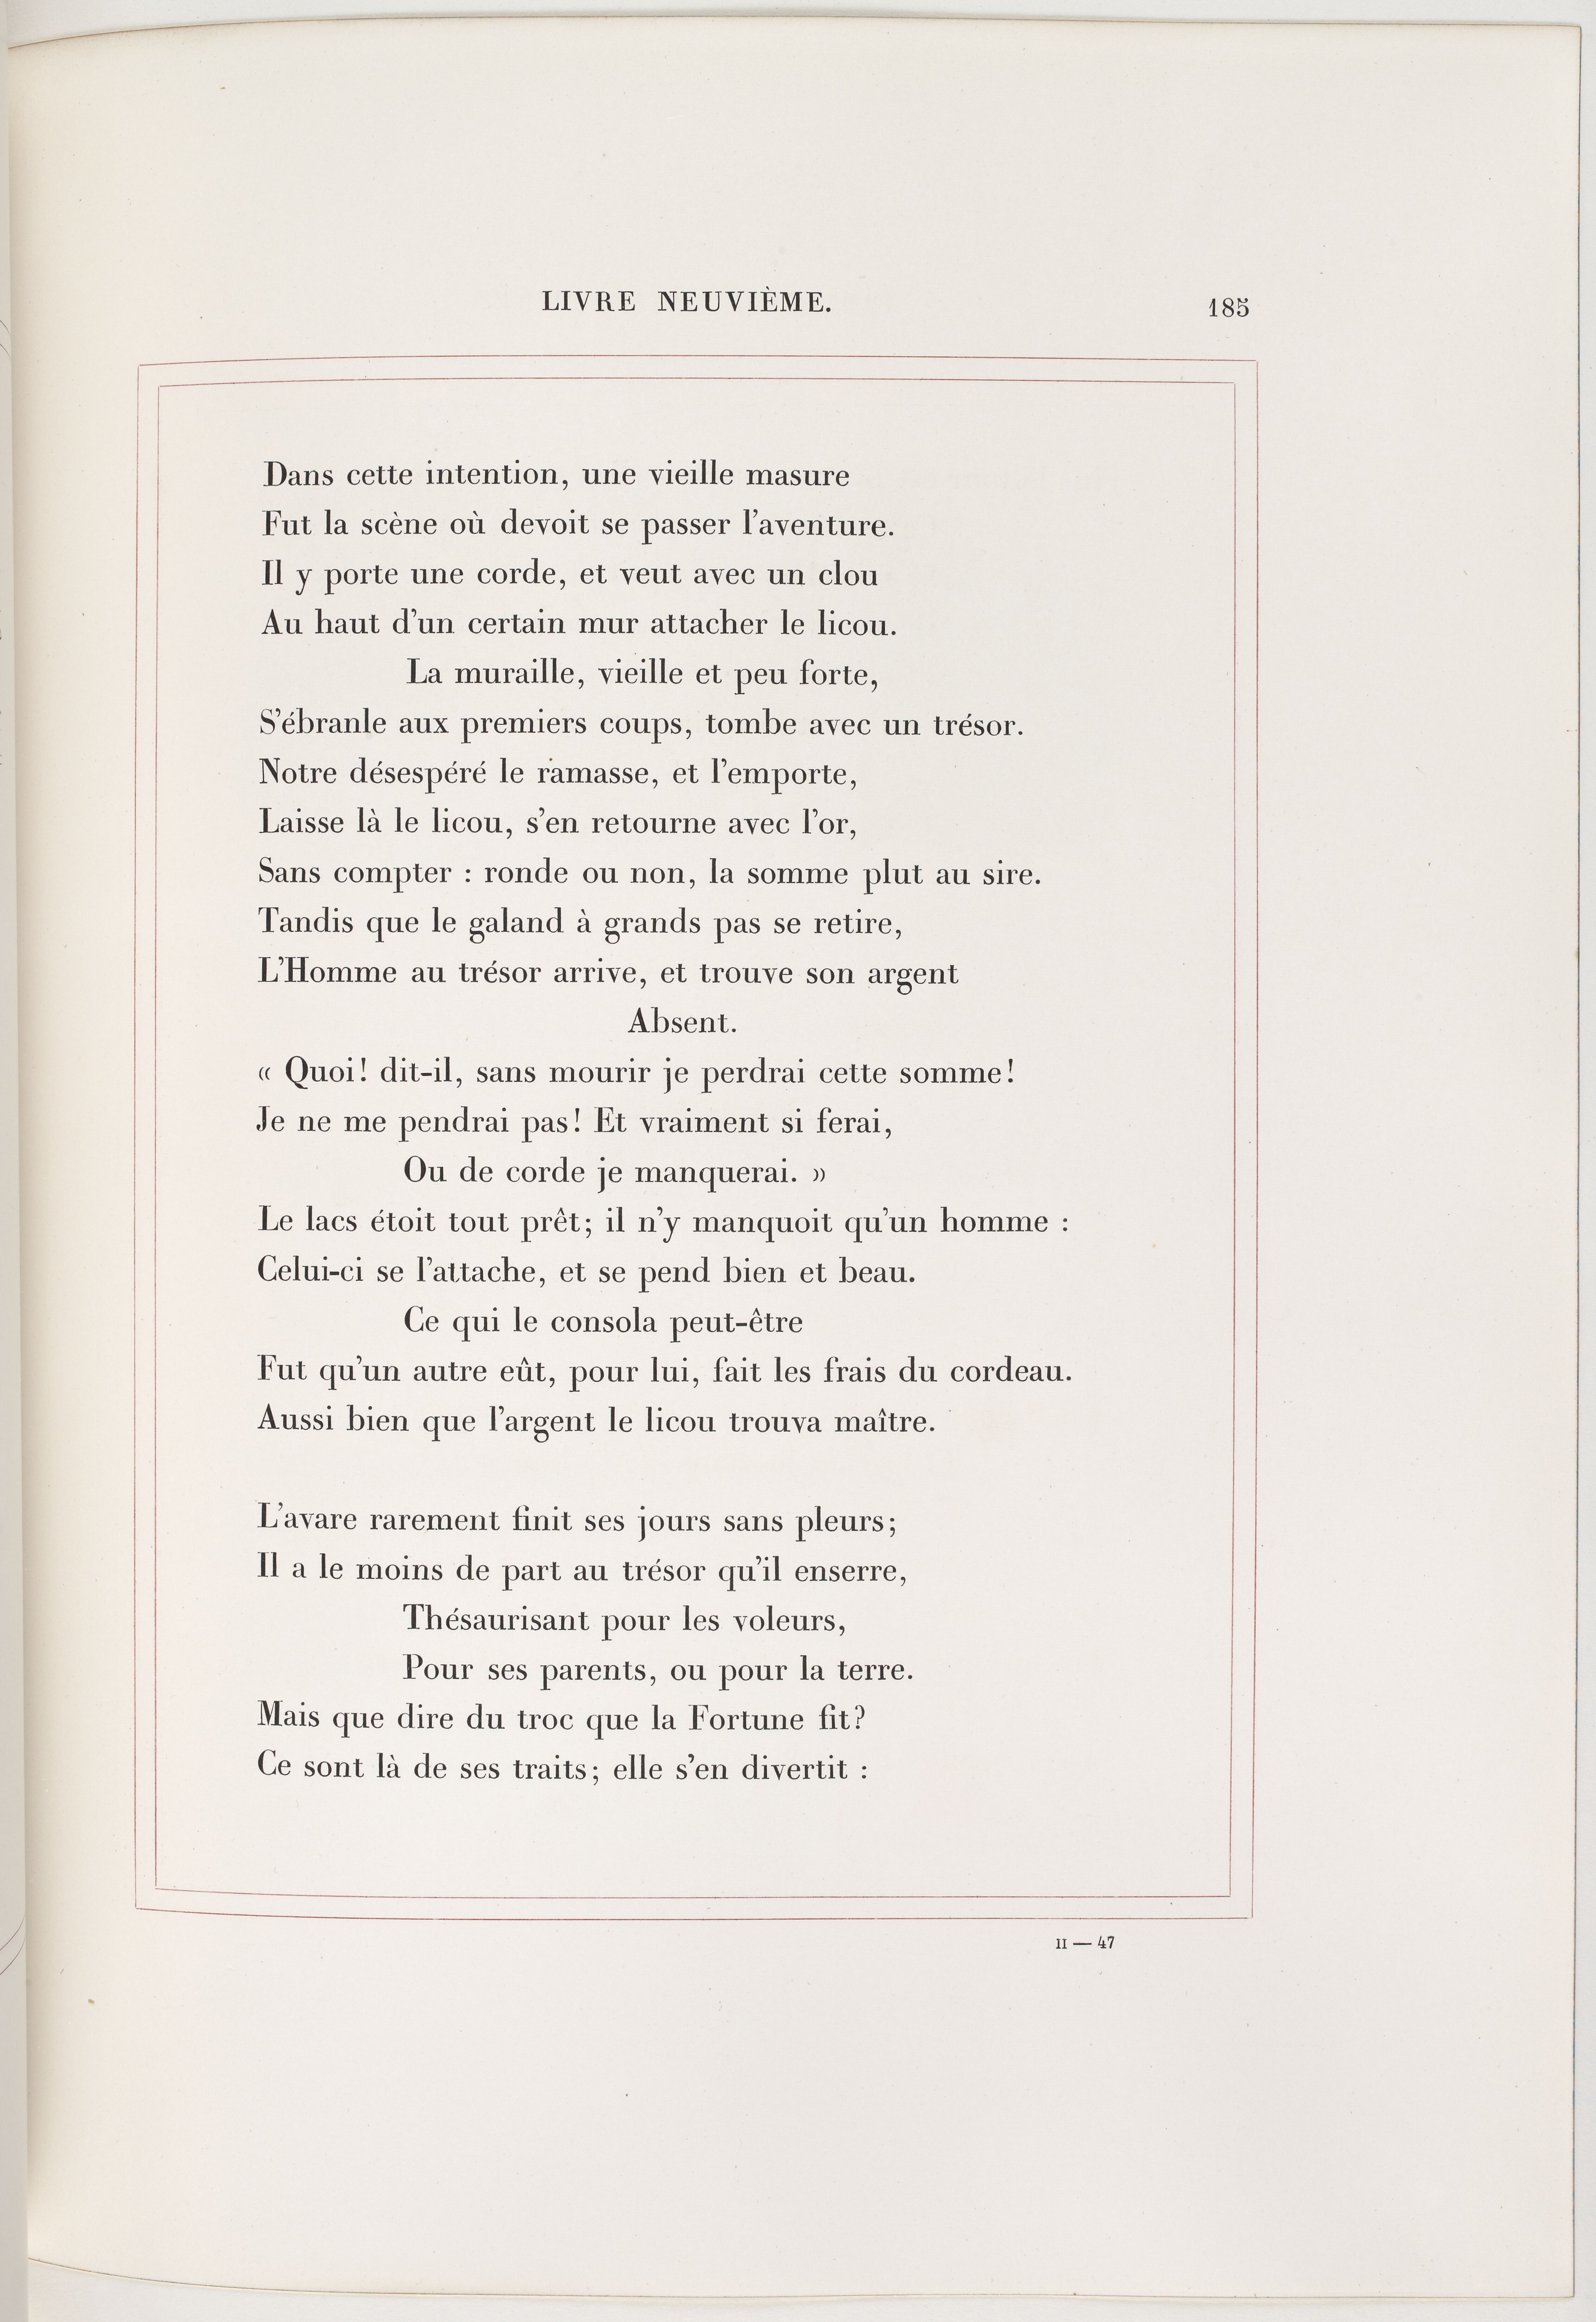 LIVRE NEUVIÈME.
185
Dans cette intention, une vieille masure
Fut la scène où devoit se passer l'aventure.
Il y porte une corde, et veut avec un clou
Au haut d'un certain mur attacher le licou.
La muraille, vieille et peu forte,
S'ébranle aux premiers coups, tombe avec un trésor.
Notre désespéré le ramasse, et l'emporte,
Laisse là le licou, s'en retourne avec l'or,
Sans compter : ronde ou non, la somme plut au sire.
Tandis que le galand à grands pas se retire,
L'Homme au trésor arrive, et trouve son argent
Absent.
« Quoi! dit-il, sans mourir je perdrai cette somme!
Je ne me pendrai pas! Et vraiment si ferai,
Ou de corde je manquerai. »
Le lacs étoit tout prêt; il n'y manquoit qu'un homme :
Celui-ci se l'attache, et se pend bien et beau.
Ce qui le consola peut-être
Fut qu'un autre eût, pour lui, fait les frais du cordeau.
Aussi bien que l'argent le licou trouva maître.
L'avare rarement finit ses jours sans pleurs;
Il a le moins de part au trésor qu'il enserre,
Thésaurisant pour les voleurs,
Pour ses parents, ou pour la terre.
Mais que dire du troc que la Fortune fit?
Ce sont là de ses traits; elle s'en divertit :
II — 47